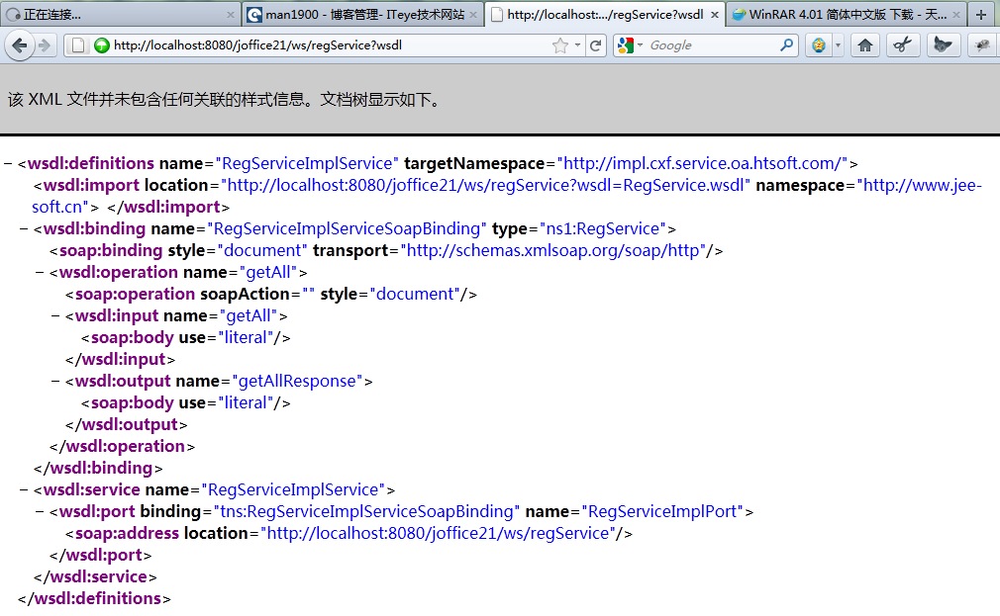 正在连接...
man1900 - 博客管理- ITeye技术网站
http://localhost:.../regService?wsdl
WinRAR 4.01 简体中文版 下载 - 天...
http://localhost:8080/joffice21/ws/regService?wsdl
Google
该 XML 文件并未包含任何关联的样式信息。文档树显示如下。
− <wsdl:definitions name="RegServiceImplService" targetNamespace="http://impl.cxf.service.oa.htsoft.com/">
<wsdl:import location="http://localhost:8080/joffice21/ws/regService?wsdl=RegService.wsdl" namespace="http://www.jee-
soft.cn"> </wsdl:import>
− <wsdl:binding name="RegServiceImplServiceSoapBinding" type="ns1:RegService">
<soap:binding style="document" transport="http://schemas.xmlsoap.org/soap/http"/>
− <wsdl:operation name="getAll">
<soap:operation soapAction="" style="document"/>
− <wsdl:input name="getAll">
<soap:body use="literal"/>
</wsdl:input>
− <wsdl:output name="getAllResponse">
<soap:body use="literal"/>
</wsdl:output>
</wsdl:operation>
</wsdl:binding>
− <wsdl:service name="RegServiceImplService">
− <wsdl:port binding="tns:RegServiceImplServiceSoapBinding" name="RegServiceImplPort">
<soap:address location="http://localhost:8080/joffice21/ws/regService"/>
</wsdl:port>
</wsdl:service>
</wsdl:definitions>